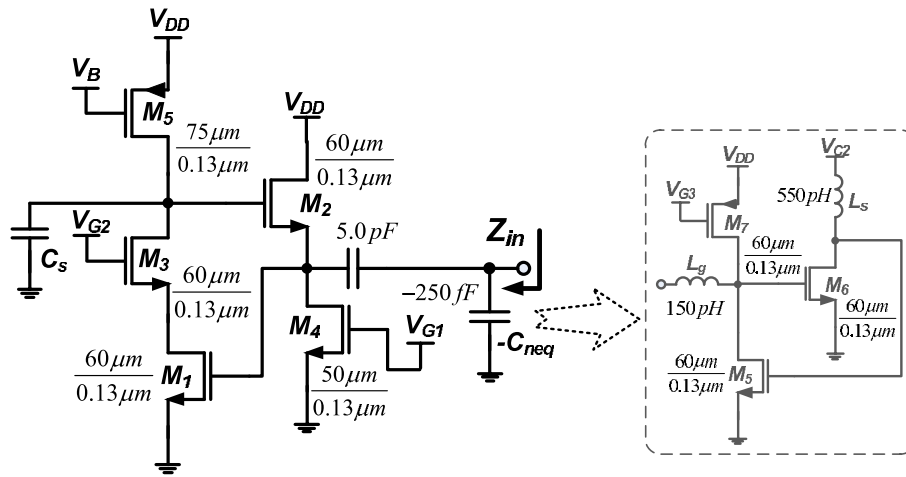 V_DD
V_B
M_5
75μm
0.13μm
V_DD
60μm
0.13μm
M_2
C_s
V_G2
M_3
60μm
0.13μm
5.0pF
Z_in
M_4
V_G1
-250fF
-C_neq
60μm
0.13μm
M_1
50μm
0.13μm
V_DD
V_C2
V_G3
M_7
550pH
L_s
L_g
150pH
60μm
0.13μm
M_6
60μm
0.13μm
60μm
0.13μm
M_5